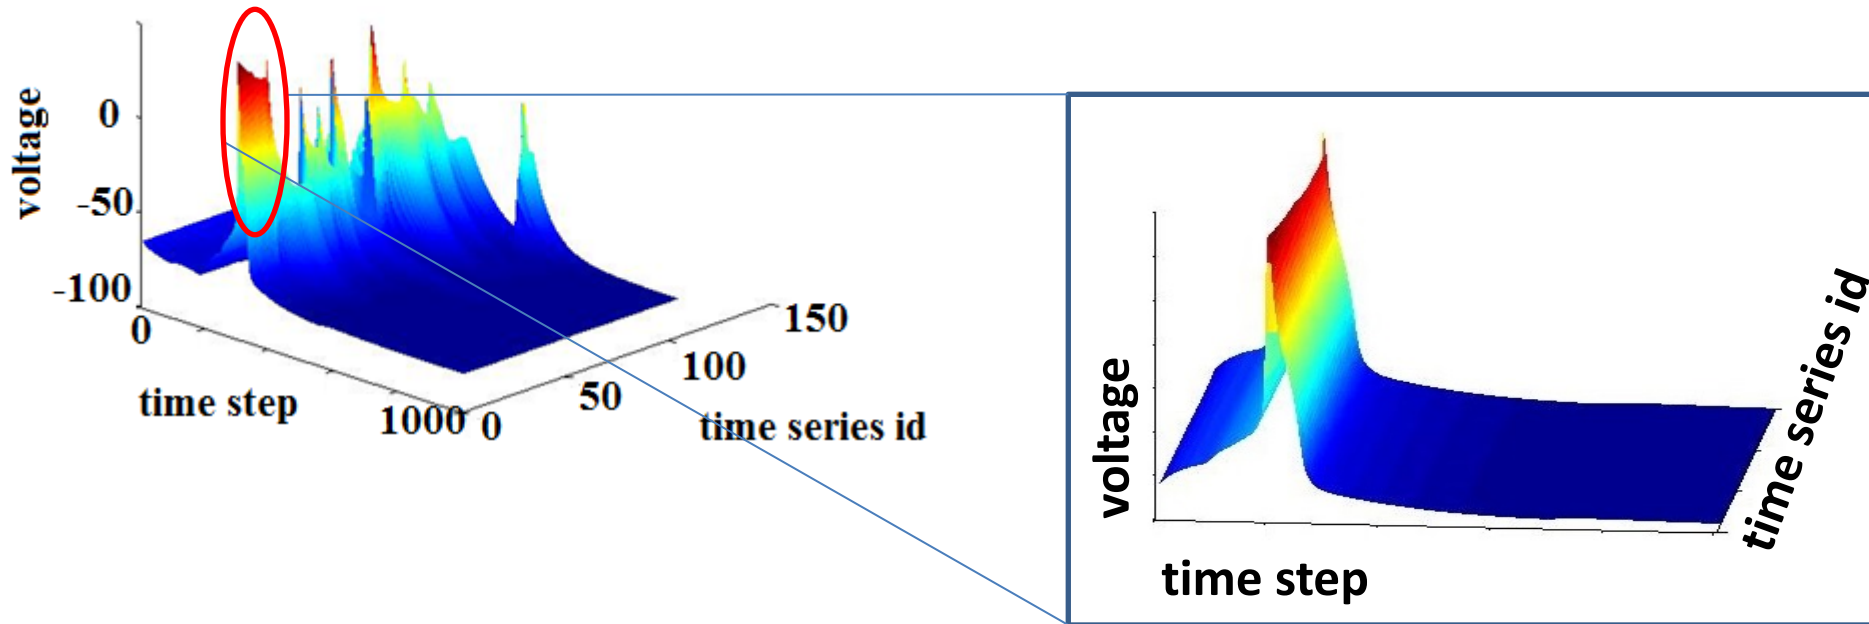 voltage
0
-50
-100
0
time step
1000
0
50
100
150
time series id
voltage
time step
time series id